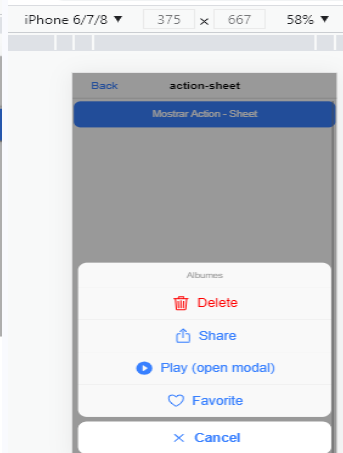 iPhone 6/7/8 ▼ 375 × 667 58% ▼
Back action-sheet
Mostrar Action - Sheet
Albumes
Delete
Share
Play (open modal)
Favorite
Cancel